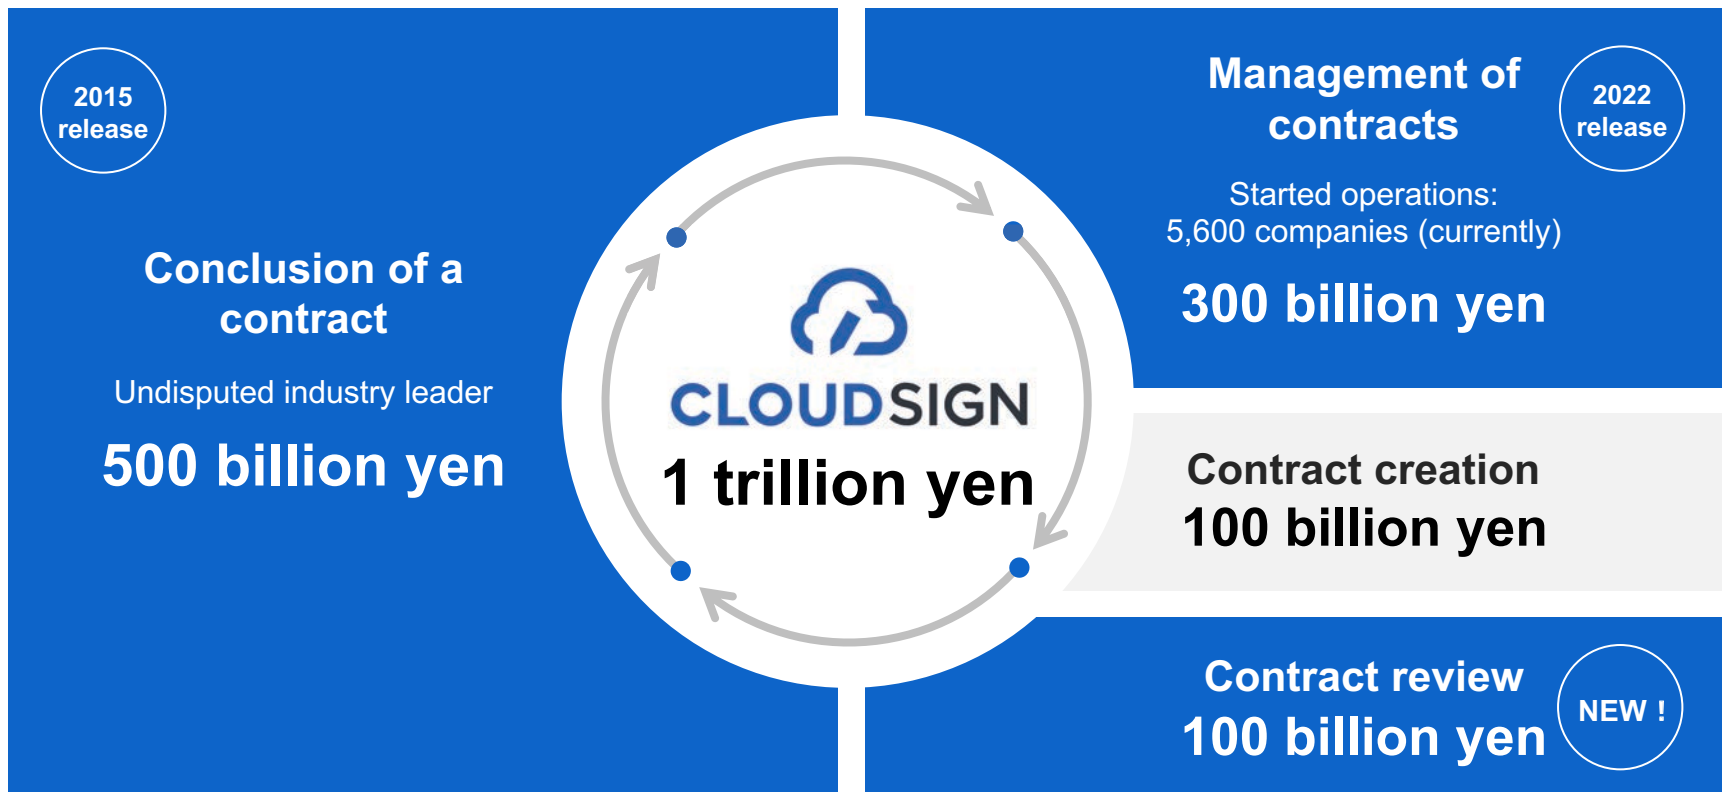 2015
release
Conclusion of a
contract
Undisputed industry leader
500 billion yen
CLOUDSIGN
1 trillion yen
Management of
contracts
2022
release
Started operations:
5,600 companies (currently)
300 billion yen
Contract creation
100 billion yen
Contract review
100 billion yen
NEW !